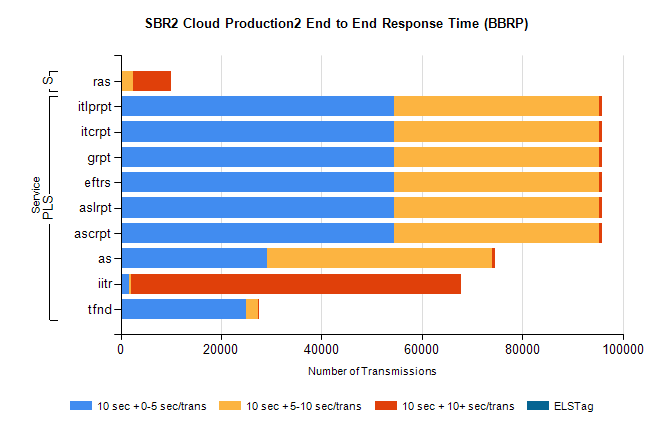 SBR2 Cloud Production2 End to End Response Time (BBRP)
S
ras
itlprpt
itcrpt
grpt
eftrs
aslrpt
ascrpt
as
iitr
tfnd
Service
PLS
0
20000
40000
60000
80000
100000
Number of Transmissions
10 sec +0-5 sec/trans
10 sec +5-10 sec/trans
10 sec + 10+ sec/trans
ELSTag